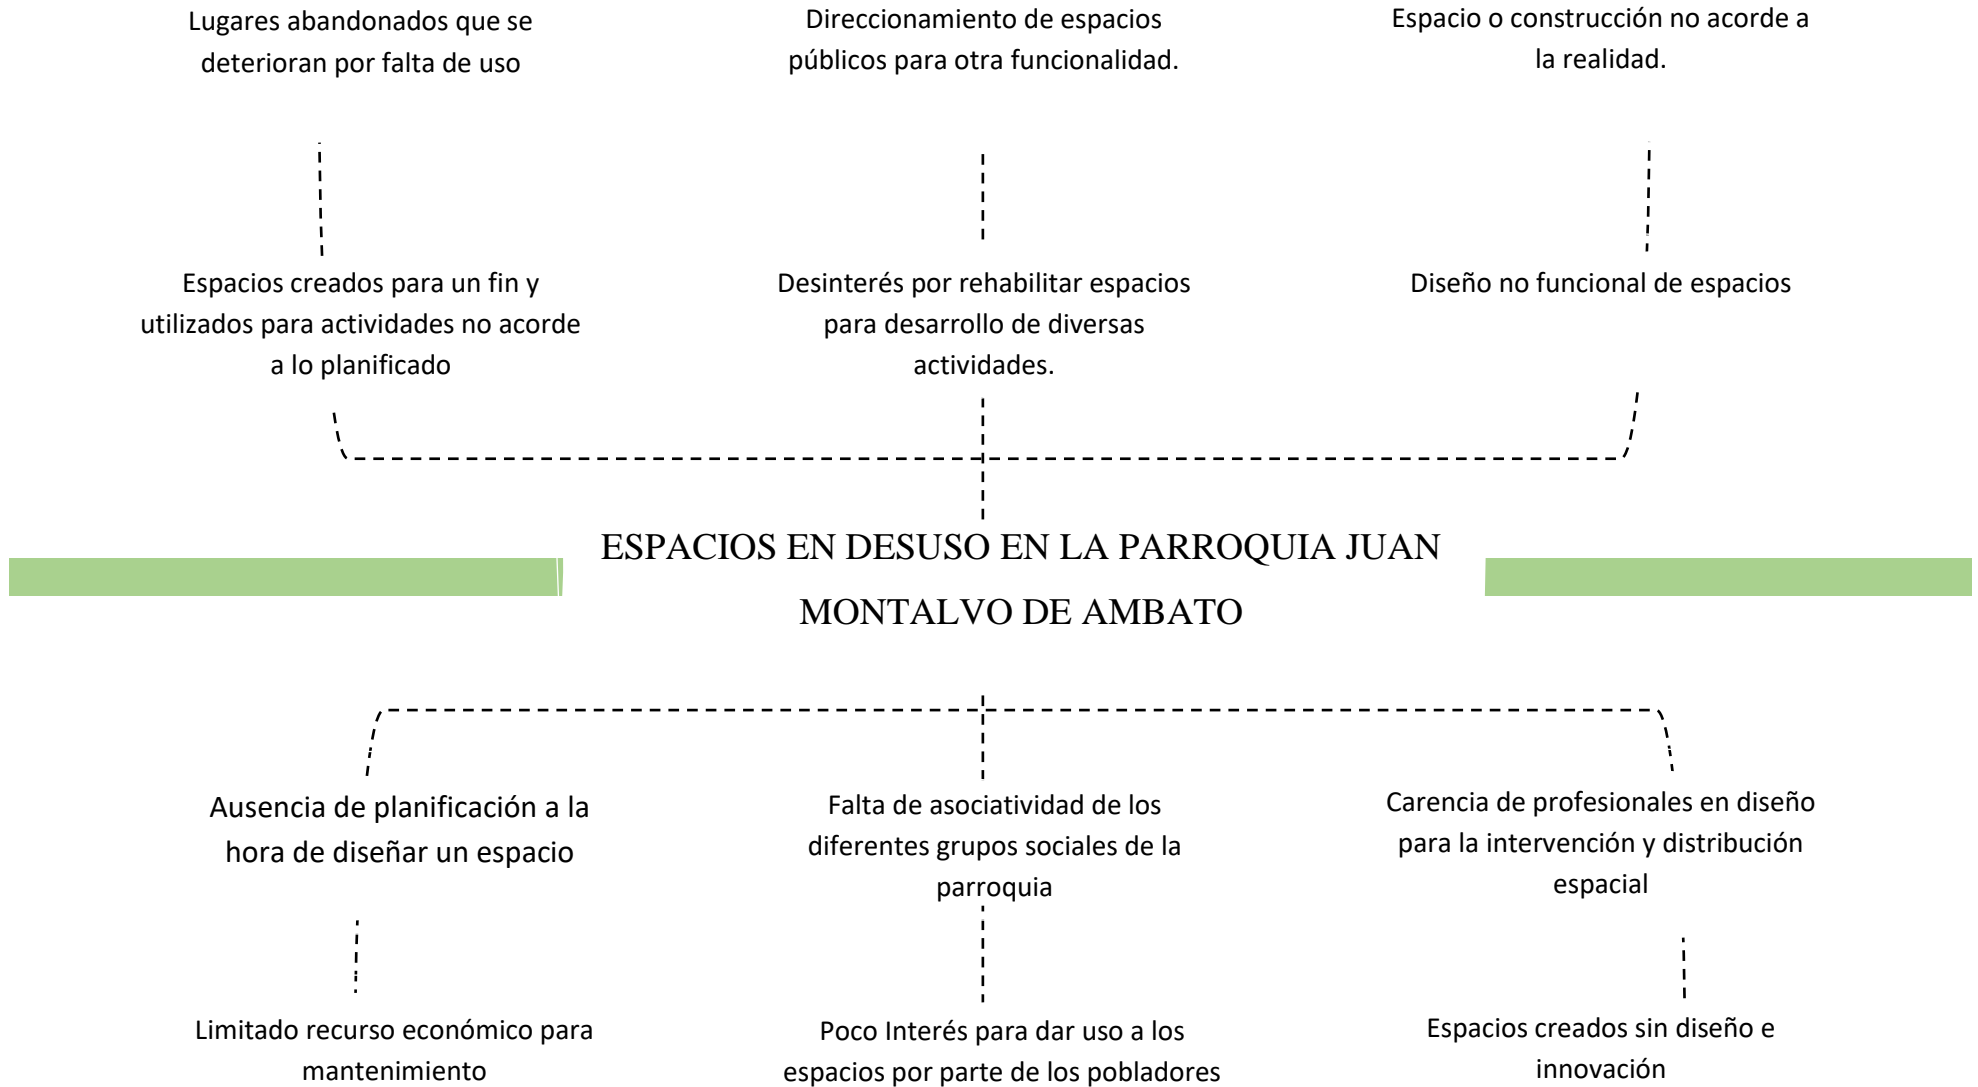 Lugares abandonados que se
deterioran por falta de uso
Direccionamiento de espacios
públicos para otra funcionalidad.
Espacio o construcción no acorde a
la realidad.
Espacios creados para un fin y
utilizados para actividades no acorde
a lo planificado
Desinterés por rehabilitar espacios
para desarrollo de diversas
actividades.
Diseño no funcional de espacios
ESPACIOS EN DESUSO EN LA PARROQUIA JUAN
MONTALVO DE AMBATO
Ausencia de planificación a la
hora de diseñar un espacio
Falta de asociatividad de los
diferentes grupos sociales de la
parroquia
Carencia de profesionales en diseño
para la intervención y distribución
espacial
Limitado recurso económico para
mantenimiento
Poco Interés para dar uso a los
espacios por parte de los pobladores
Espacios creados sin diseño e
innovación